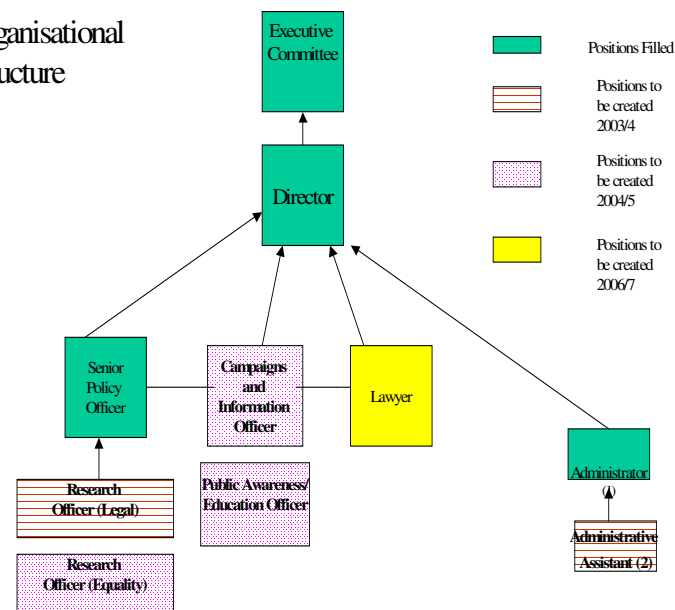 ganisational
ucture
Executive
Committee
Positions Filled
Positions to
be created
2003/4
Positions to
be created
2004/5
Director
Positions to
be created
2006/7
Senior
Policy
Officer
Campaigns
and
Information
Officer
Lawyer
Administrator
(1)
Research
Officer (Legal)
Public Awareness/
Education Officer
Administrative
Assistant (2)
Research
Officer (Equality)